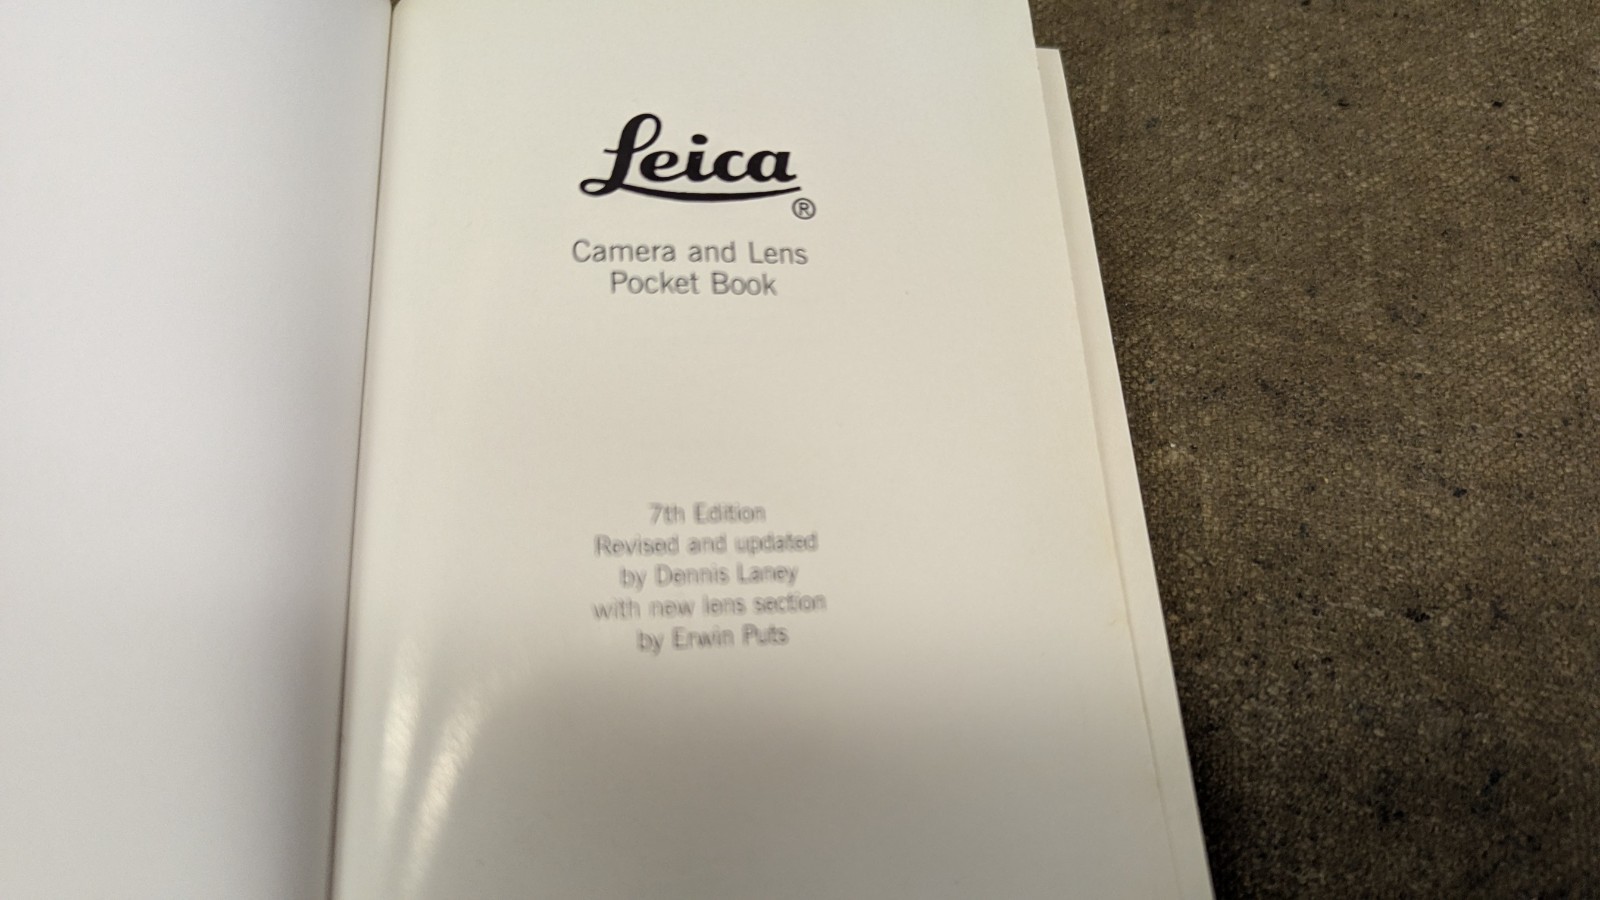 Leica
®
Camera and Lens
Pocket Book
7th Edition
Revised and updated
by Dennis Laney
with new lens section
by Erwin Puts